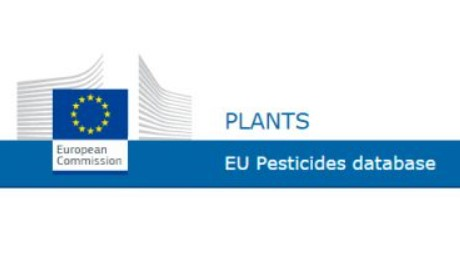 European
Commission
PLANTS
EU Pesticides database